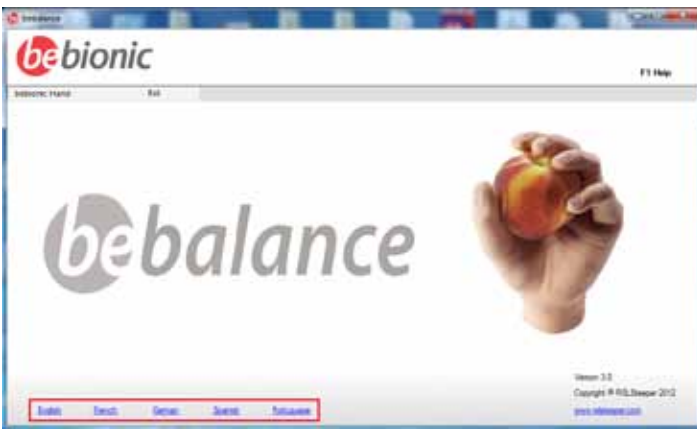 bebalance
bebionic
F1 Help
bebionic Hand Exit
bebalance
Version 3.0
Copyright © RSLSteeper 2012
www.rslsteeper.com
English French German Spanish Portuguese